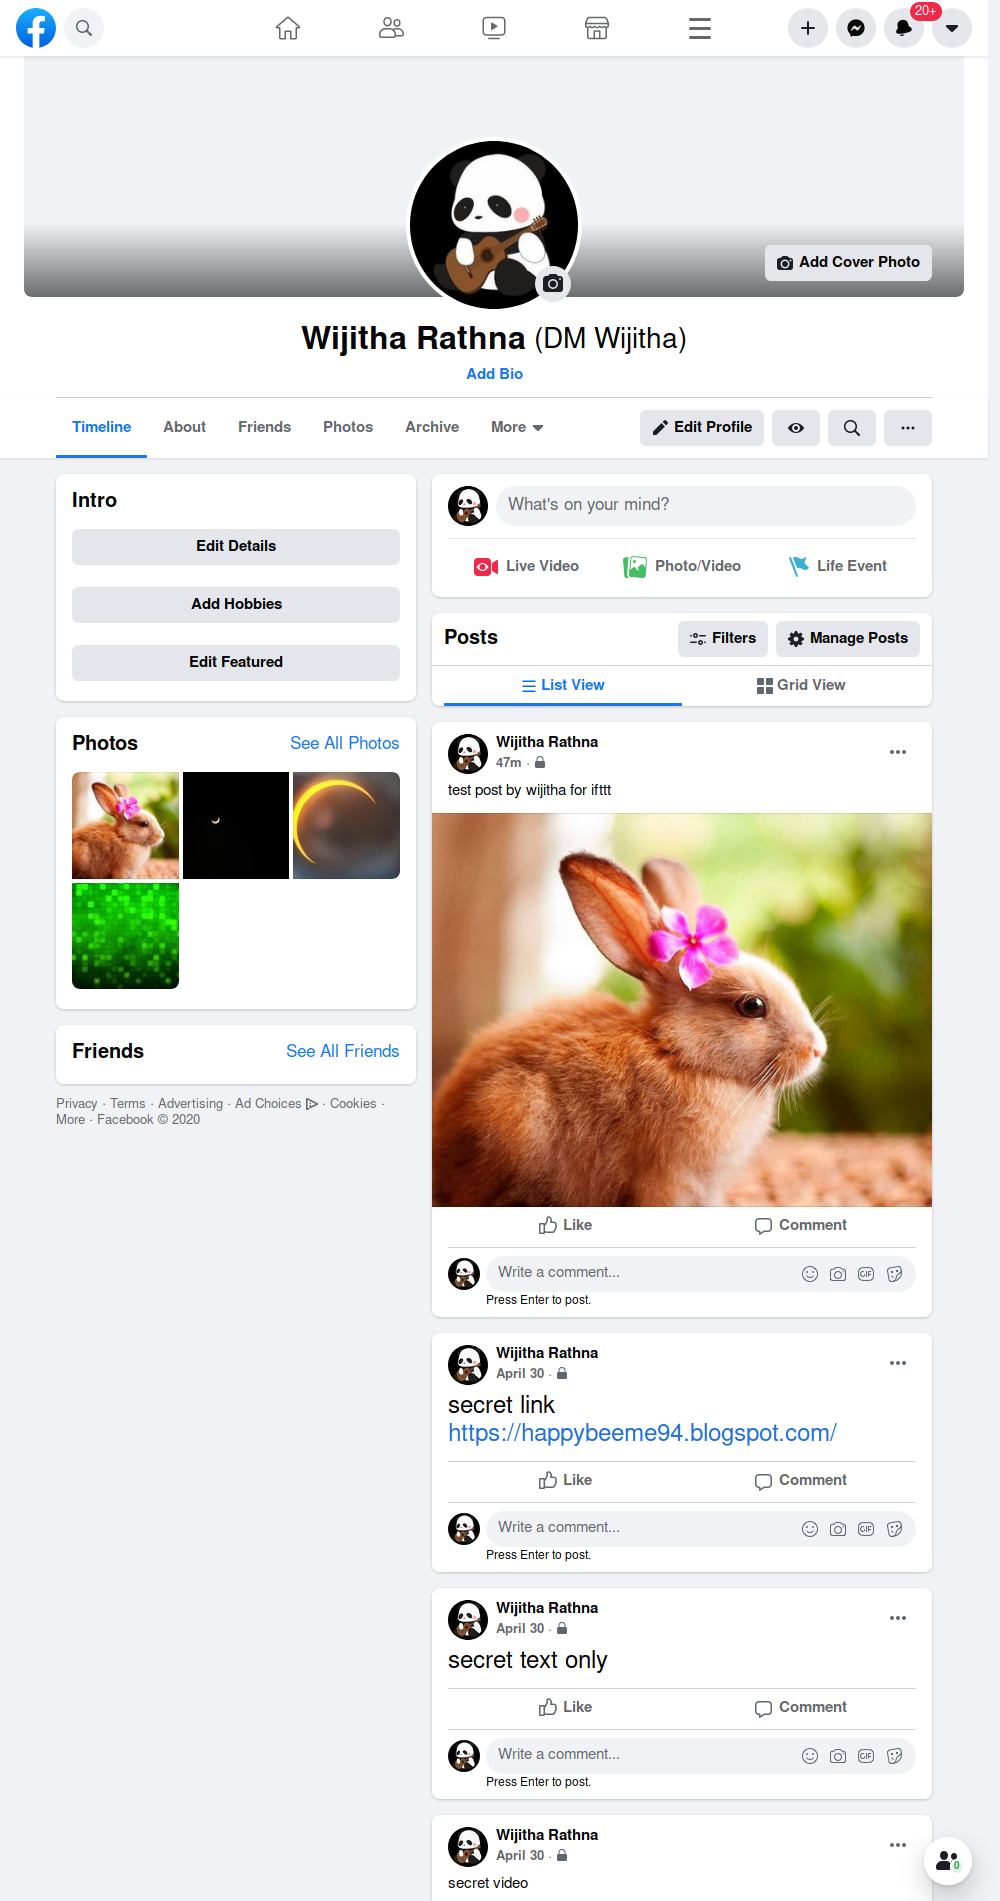 20+
Add Cover Photo
Wijitha Rathna (DM Wijitha)
Add Bio
Timeline About Friends Photos Archive More Edit Profile
Intro
Edit Details
Add Hobbies
Edit Featured
Photos See All Photos
Friends See All Friends
Privacy · Terms · Advertising · Ad Choices · Cookies ·
More · Facebook © 2020
What's on your mind?
Live Video Photo/Video Life Event
Posts Filters Manage Posts
List View Grid View
Wijitha Rathna
47m ·
test post by wijitha for ifttt
Like Comment
Write a comment... GIF
Press Enter to post.
Wijitha Rathna
April 30 ·
secret link
https://happybeeme94.blogspot.com/
Like Comment
Write a comment... GIF
Press Enter to post.
Wijitha Rathna
April 30 ·
secret text only
Like Comment
Write a comment... GIF
Press Enter to post.
Wijitha Rathna
April 30 ·
secret video
0